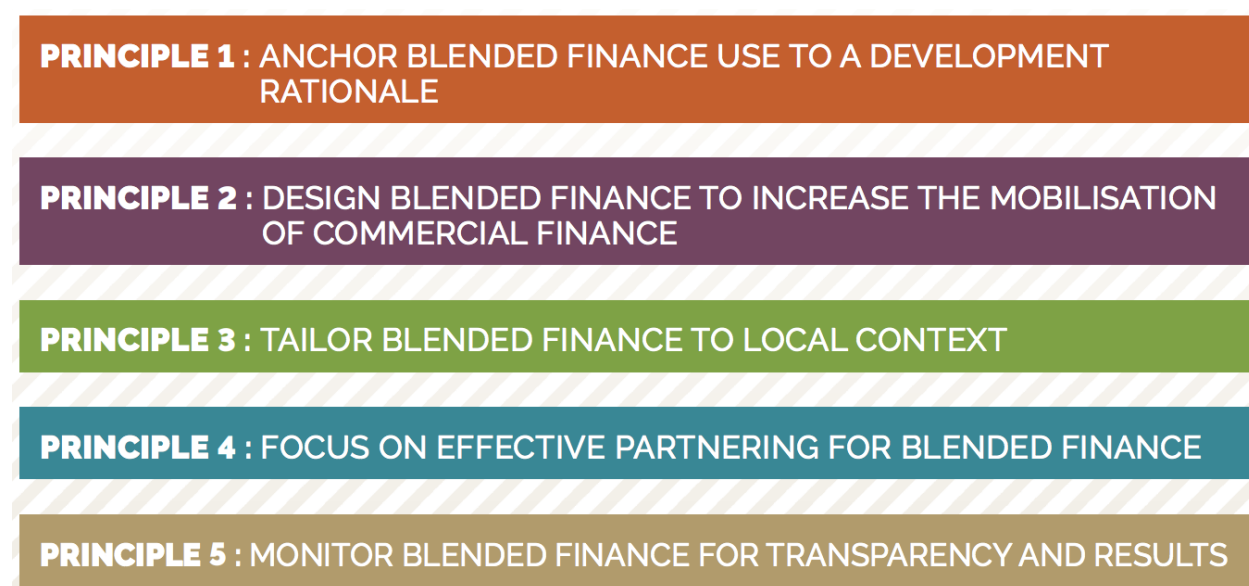 PRINCIPLE 1 : ANCHOR BLENDED FINANCE USE TO A DEVELOPMENT
RATIONALE
PRINCIPLE 2 : DESIGN BLENDED FINANCE TO INCREASE THE MOBILISATION
OF COMMERCIAL FINANCE
PRINCIPLE 3 : TAILOR BLENDED FINANCE TO LOCAL CONTEXT
PRINCIPLE 4 : FOCUS ON EFFECTIVE PARTNERING FOR BLENDED FINANCE
PRINCIPLE 5 : MONITOR BLENDED FINANCE FOR TRANSPARENCY AND RESULTS